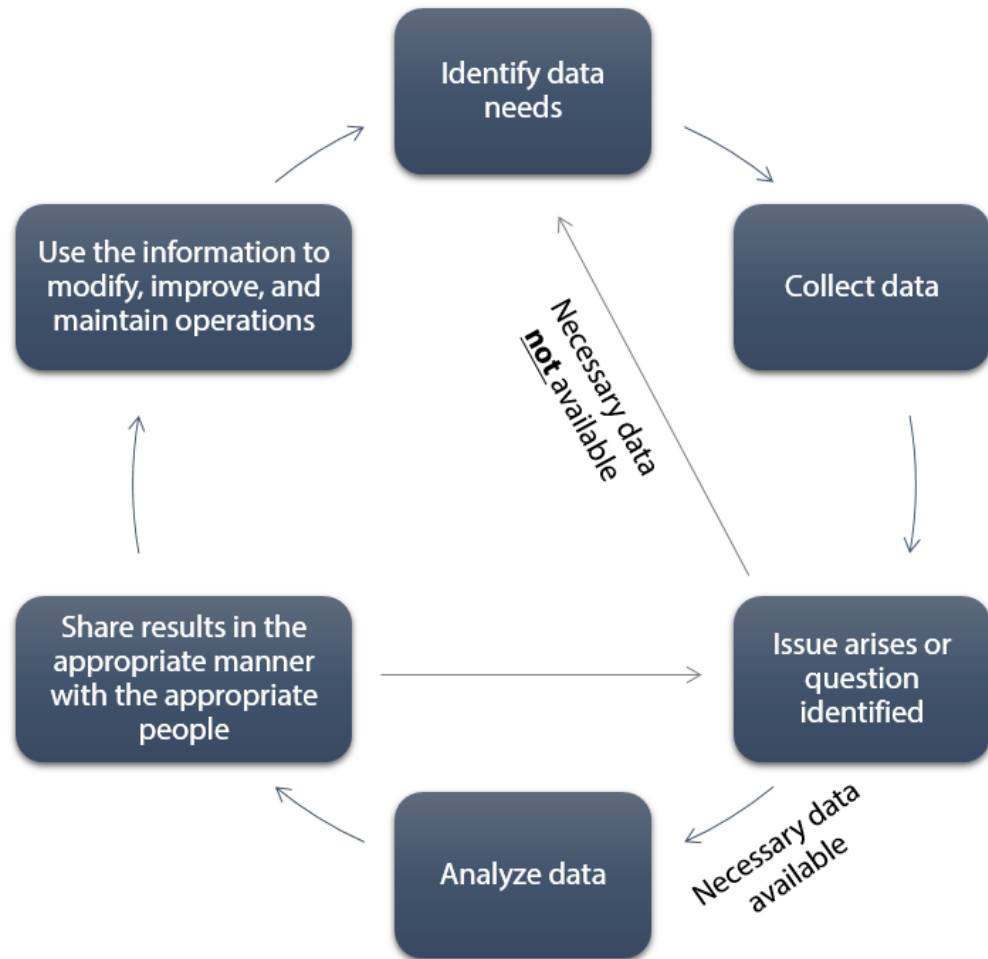 Identify data
needs
Collect data
Issue arises or
question
identified
Necessary data
available
Analyze data
Share results in the
appropriate manner
with the appropriate
people
Use the information to
modify, improve, and
maintain operations
Necessary data
not available